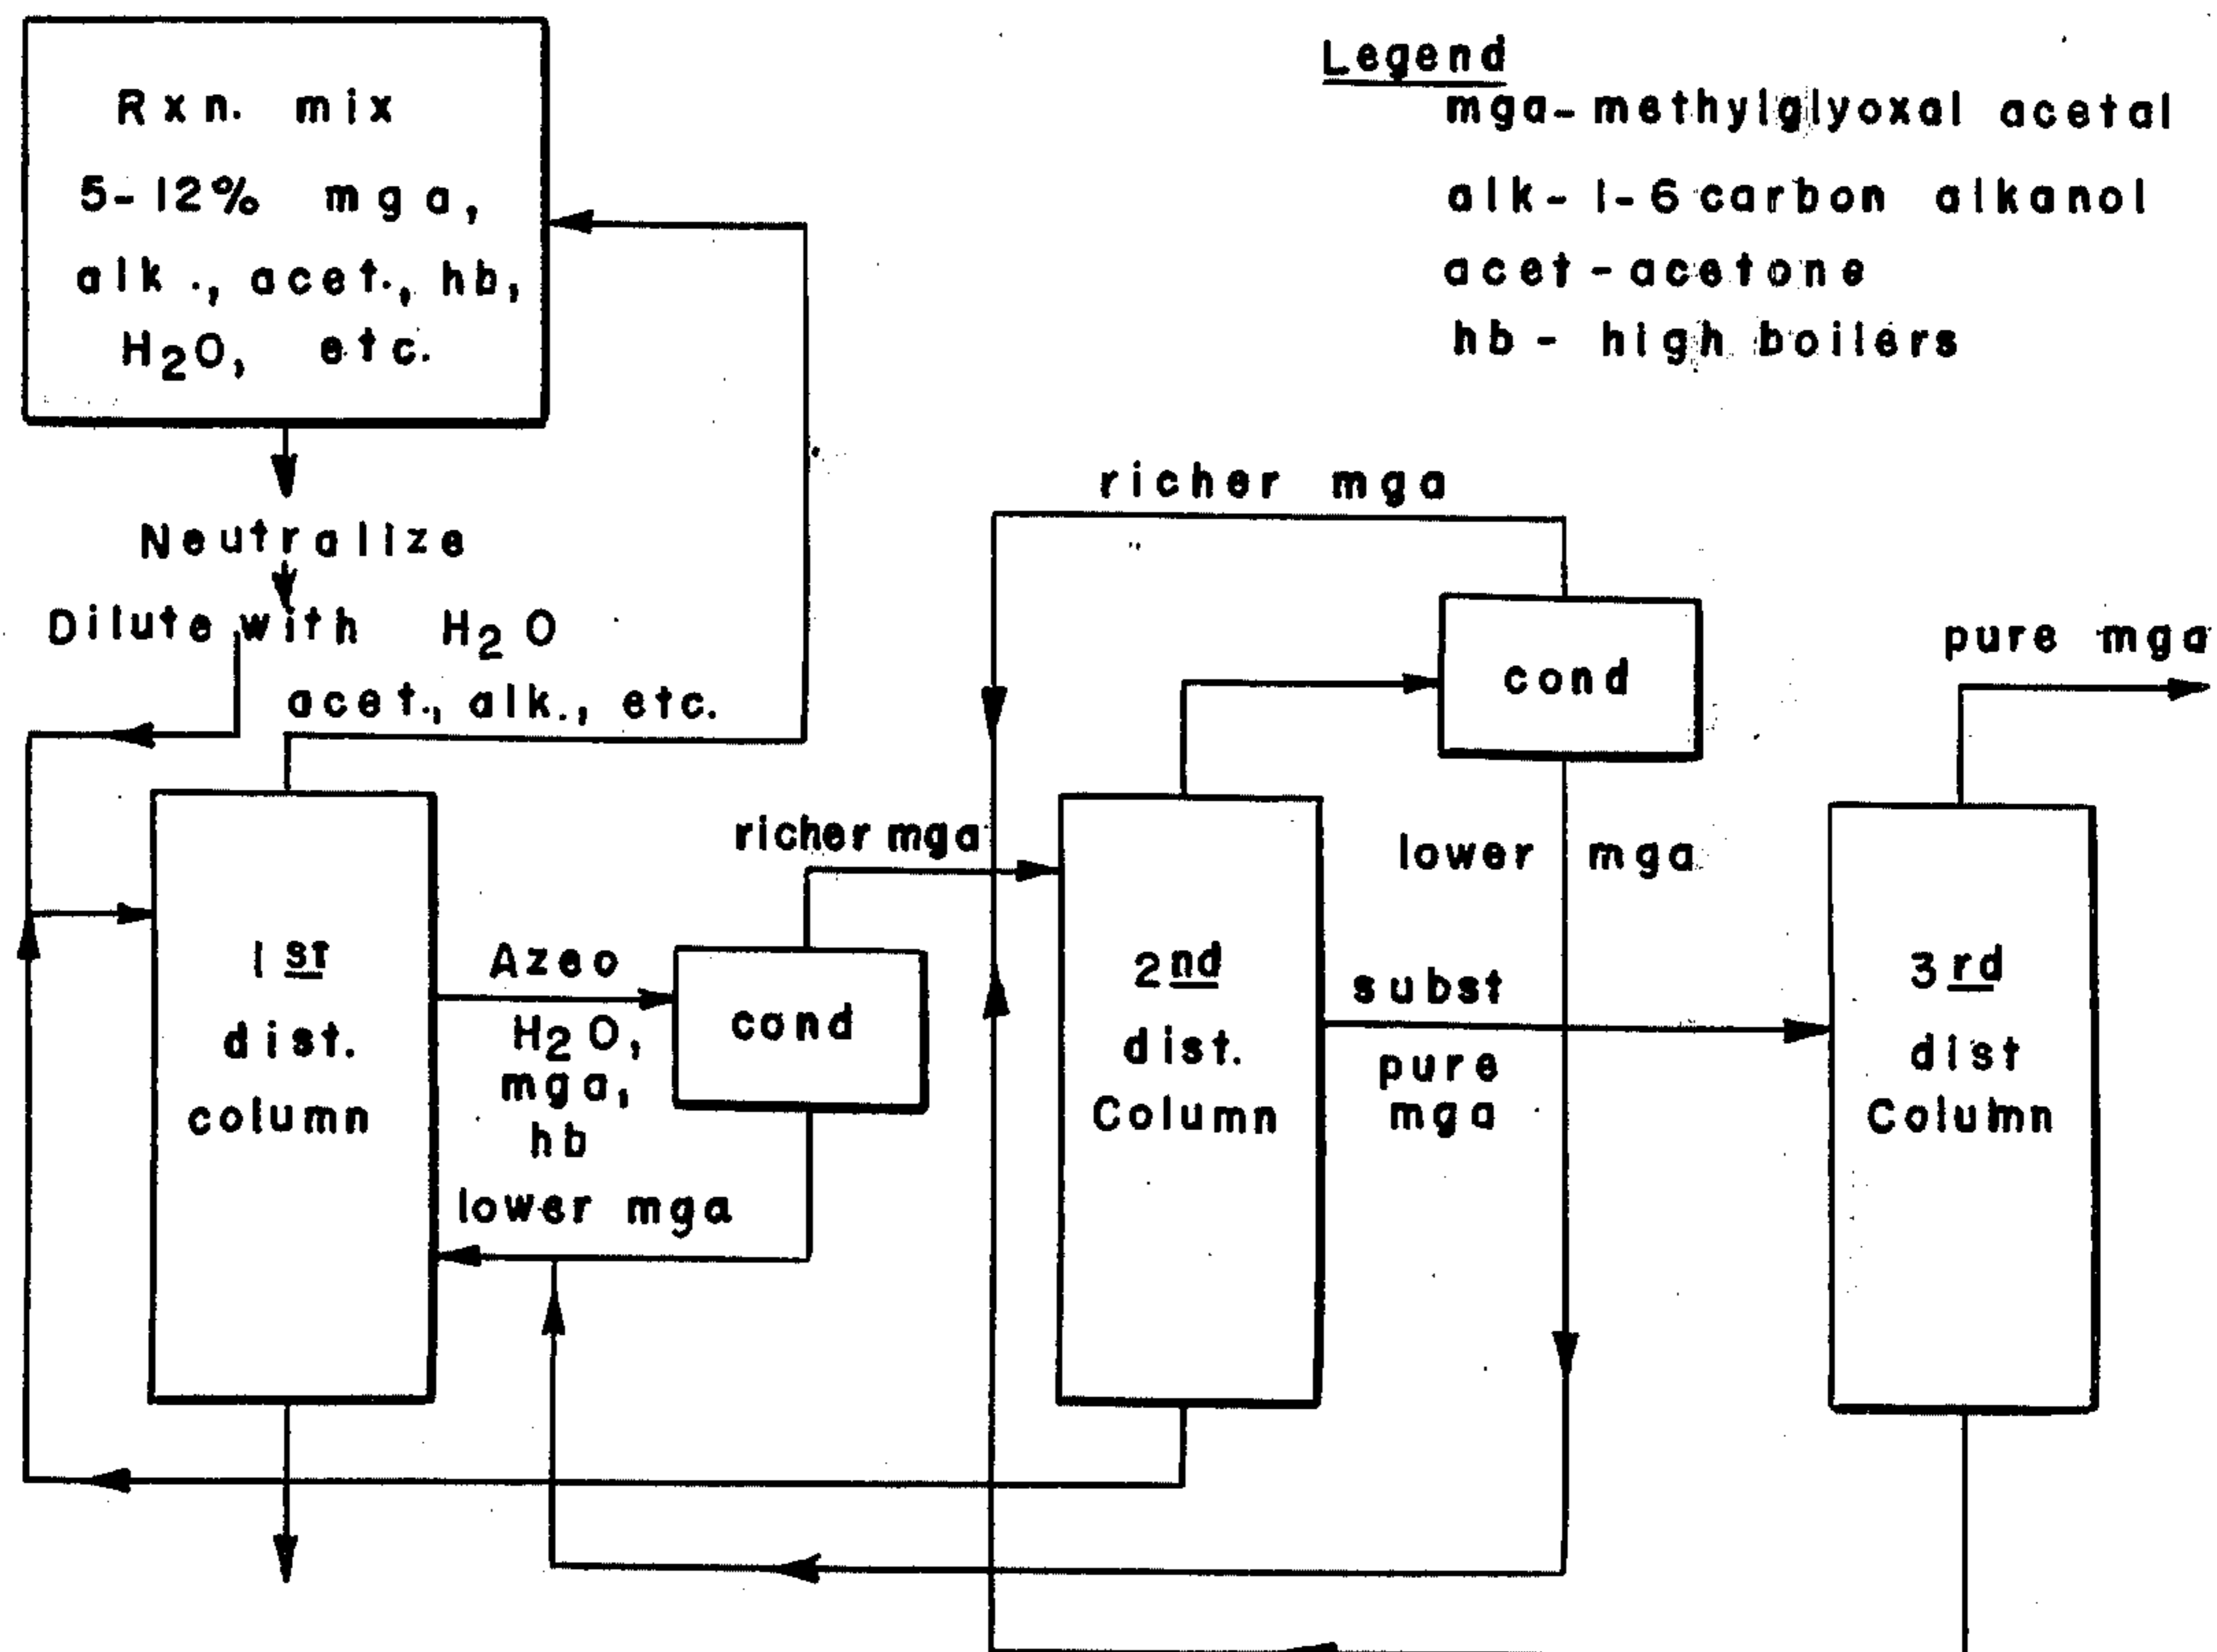 Rxn. mix
5-12% mga,
alk ., acet., hb,
H2O, etc.
Legend
mga- methylglyoxal acetal
alk- 1-6 carbon alkanol
acet - acetone
hb - high boilers
Neutralize
Dilute with H2O
acet., alk., etc.
richer mga
cond
pure mga
lower mga
richer mga
1st
dist.
column
Azeo
H2O,
mga,
hb
lower mga
cond
2nd
dist.
Column
subst
pure
mga
3rd
dist
Column